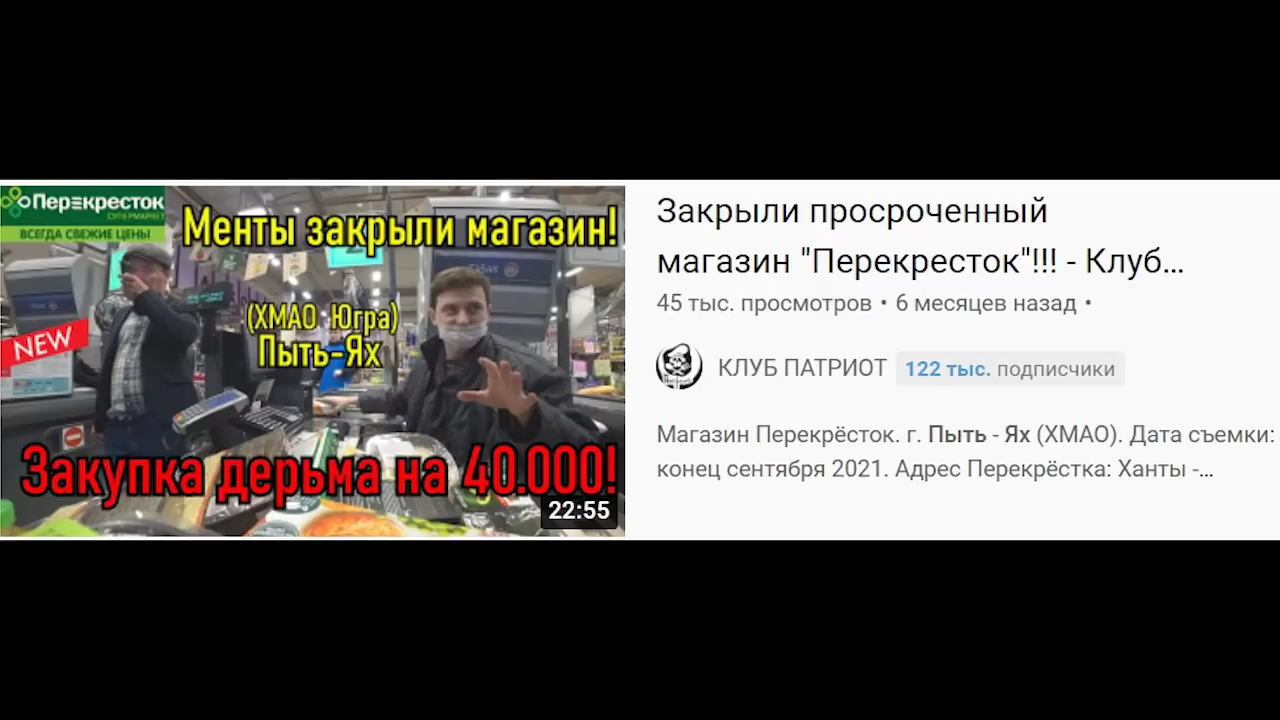 Перекресток
СУПЕРМАРКЕТ
ВСЕГДА СВЕЖИЕ ЦЕНЫ
Менты закрыли магазин!
ТАБАК
(ХМАО Югра)
Пыть-Ях
NEW
Закупка дерьма на 40.000!
22:55
Закрыли просроченный
магазин "Перекресток"!!! - Клуб...
45 тыс. просмотров • 6 месяцев назад •
КЛУБ ПАТРИОТ 122 тыс. подписчики
Магазин Перекрёсток. г. Пыть - Ях (ХМАО). Дата съемки:
конец сентября 2021. Адрес Перекрёстка: Ханты -...